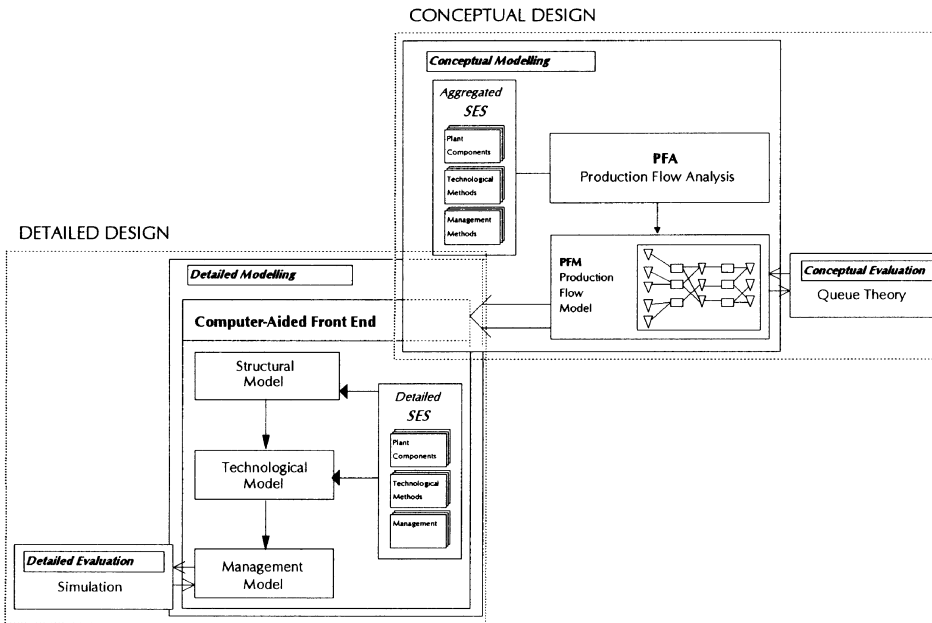 CONCEPTUAL DESIGN
Conceptual Modelling
Aggregated
SES
Plant
Components
Technological
Methods
Management
Methods
PFA
Production Flow Analysis
PFM
Production
Flow
Model
Conceptual Evaluation
Queue Theory
DETAILED DESIGN
Detailed Modelling
Computer-Aided Front End
Structural
Model
Technological
Model
Management
Model
Detailed
SES
Plant
Components
Technological
Methods
Management
Detailed Evaluation
Simulation